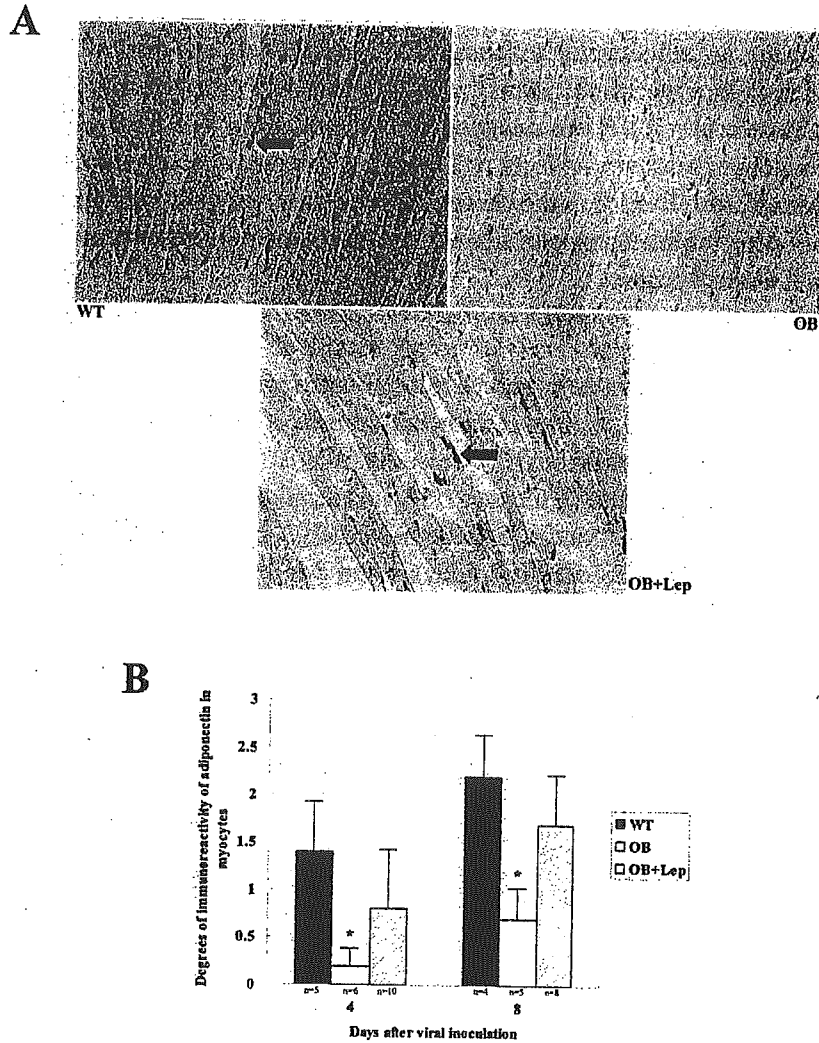 A
WT
OB
OB+Lep
B
Degrees of immunoreactivity of adiponectin in
myocytes
3
2.5
2
1.5
1
0.5
0
*
*
n=5
n=6
n=10
n=4
n=5
n=8
4
8
Days after viral inoculation
WT
OB
OB+Lep